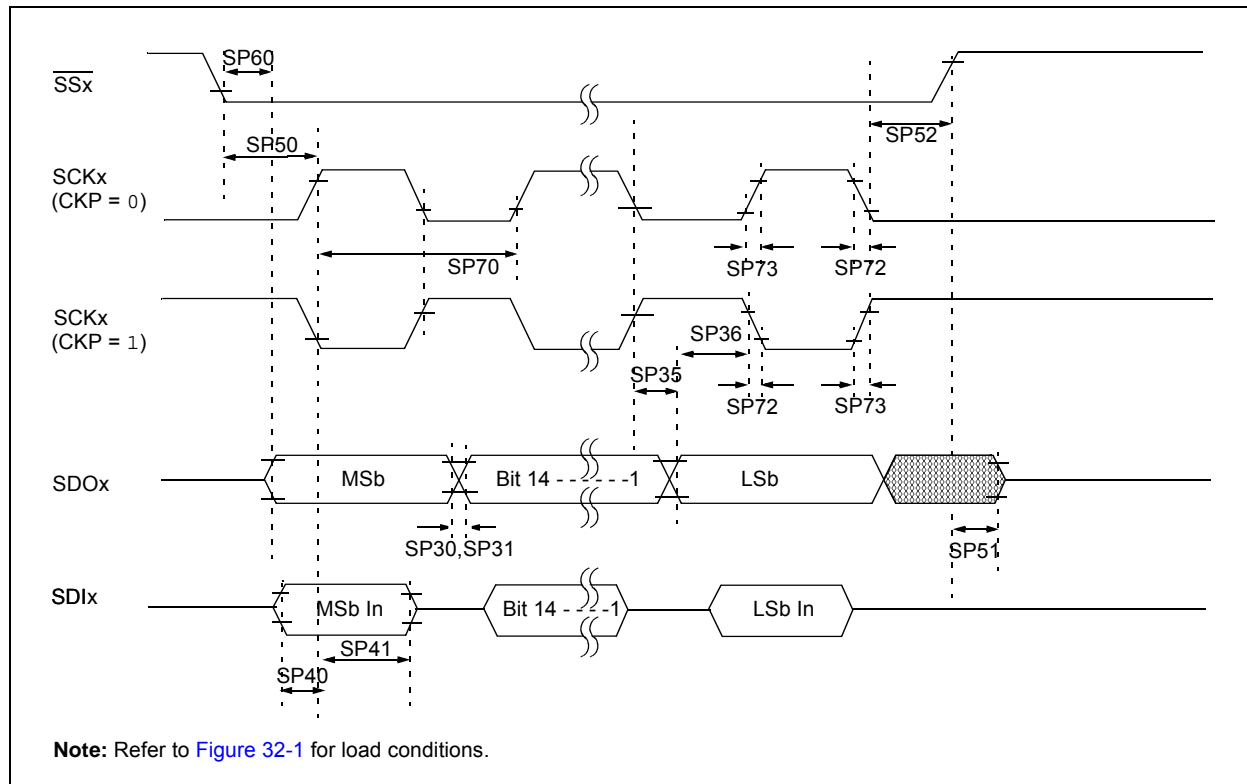 SP60
SSx
SP52
SP50
SCKx
(CKP = 0)
SP70
SP73
SP72
SCKx
(CKP = 1)
SP36
SP35
SP72
SP73
SDOx
MSb
Bit 14 - - - - - -1
LSb
SP30,SP31
SP51
SDIx
MSb In
Bit 14 - - - -1
LSb In
SP41
SP40
Note: Refer to Figure 32-1 for load conditions.